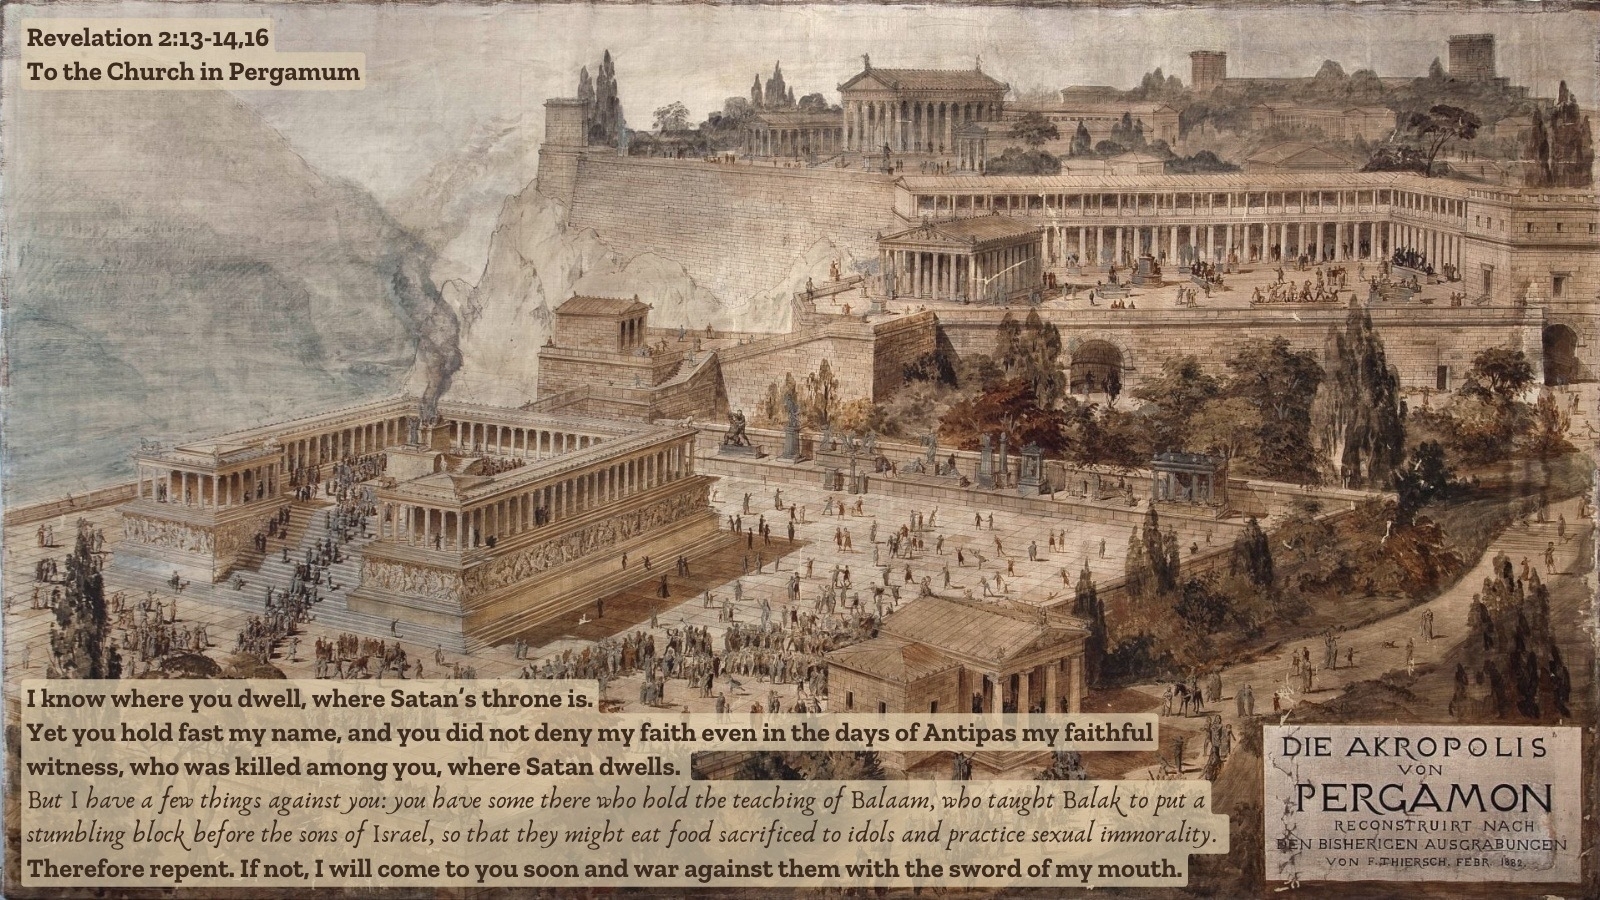 Revelation 2:13-14,16
To the Church in Pergamum
I know where you dwell, where Satan’s throne is.
Yet you hold fast my name, and you did not deny my faith even in the days of Antipas my faithful
witness, who was killed among you, where Satan dwells.
But I have a few things against you: you have some there who hold the teaching of Balaam, who taught Balak to put a
stumbling block before the sons of Israel, so that they might eat food sacrificed to idols and practice sexual immorality.
Therefore repent. If not, I will come to you soon and war against them with the sword of my mouth.
DIE AKROPOLIS
VON
PERGAMON
RECONSTRUIRT NACH
DEN BISHERIGEN AUSGRABUNGEN
VON F. THIERSCH, FEBR. 1882.